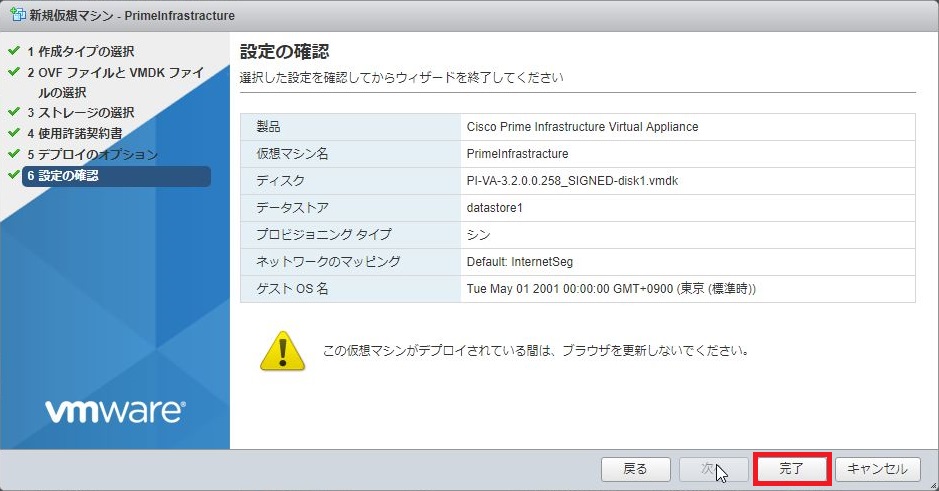 新規仮想マシン - PrimeInfrastracture
1 作成タイプの選択
2 OVF ファイルと VMDK ファイ
ルの選択
3 ストレージの選択
4 使用許諾契約書
5 デプロイのオプション
6 設定の確認
設定の確認
選択した設定を確認してからウィザードを終了してください
製品 Cisco Prime Infrastructure Virtual Appliance
仮想マシン名 PrimeInfrastracture
ディスク PI-VA-3.2.0.0.258_SIGNED-disk1.vmdk
データストア datastore1
プロビジョニング タイプ シン
ネットワークのマッピング Default: InternetSeg
ゲスト OS 名 Tue May 01 2001 00:00:00 GMT+0900 (東京 (標準時))
この仮想マシンがデプロイされている間は、ブラウザを更新しないでください。
vmware®
戻る 次へ 完了 キャンセル